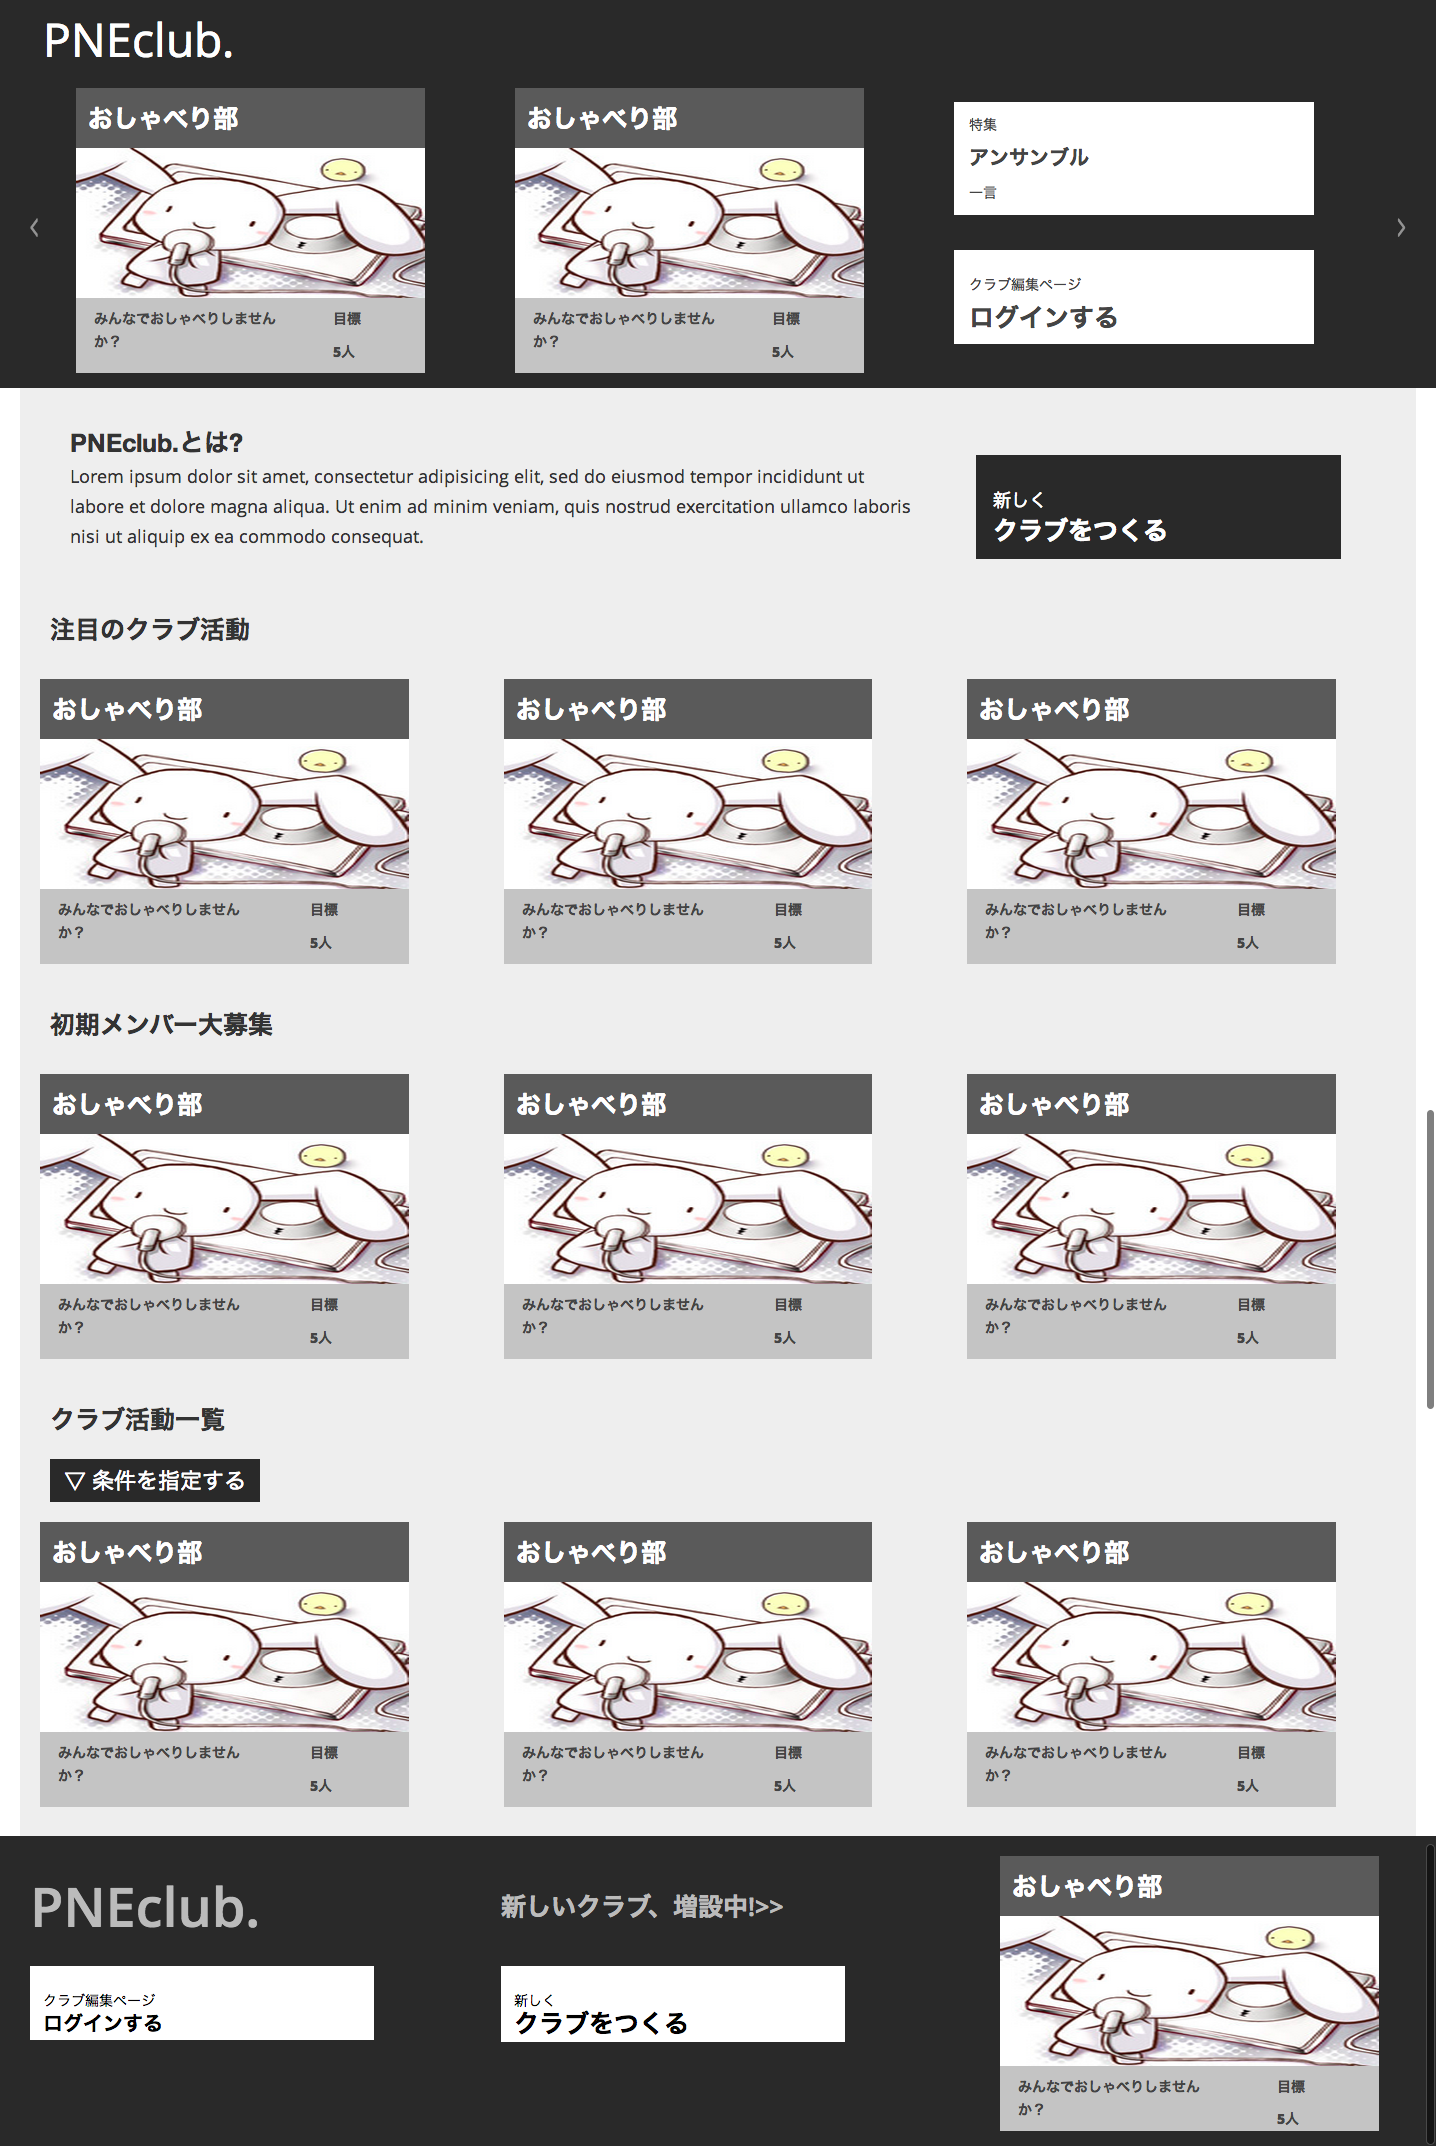 PNEclub.
おしゃべり部
みんなでおしゃべりしません
か？
目標
5人
おしゃべり部
みんなでおしゃべりしません
か？
目標
5人
特集
アンサンブル
一言
クラブ編集ページ
ログインする
PNEclub.とは?
Lorem ipsum dolor sit amet, consectetur adipisicing elit, sed do eiusmod tempor incididunt ut
labore et dolore magna aliqua. Ut enim ad minim veniam, quis nostrud exercitation ullamco laboris
nisi ut aliquip ex ea commodo consequat.
新しく
クラブをつくる
注目のクラブ活動
おしゃべり部
みんなでおしゃべりしません
か？
目標
5人
おしゃべり部
みんなでおしゃべりしません
か？
目標
5人
おしゃべり部
みんなでおしゃべりしません
か？
目標
5人
初期メンバー大募集
おしゃべり部
みんなでおしゃべりしません
か？
目標
5人
おしゃべり部
みんなでおしゃべりしません
か？
目標
5人
おしゃべり部
みんなでおしゃべりしません
か？
目標
5人
クラブ活動一覧
▽ 条件を指定する
おしゃべり部
みんなでおしゃべりしません
か？
目標
5人
おしゃべり部
みんなでおしゃべりしません
か？
目標
5人
おしゃべり部
みんなでおしゃべりしません
か？
目標
5人
PNEclub.
クラブ編集ページ
ログインする
新しいクラブ、増設中!>>
新しく
クラブをつくる
おしゃべり部
みんなでおしゃべりしません
か？
目標
5人